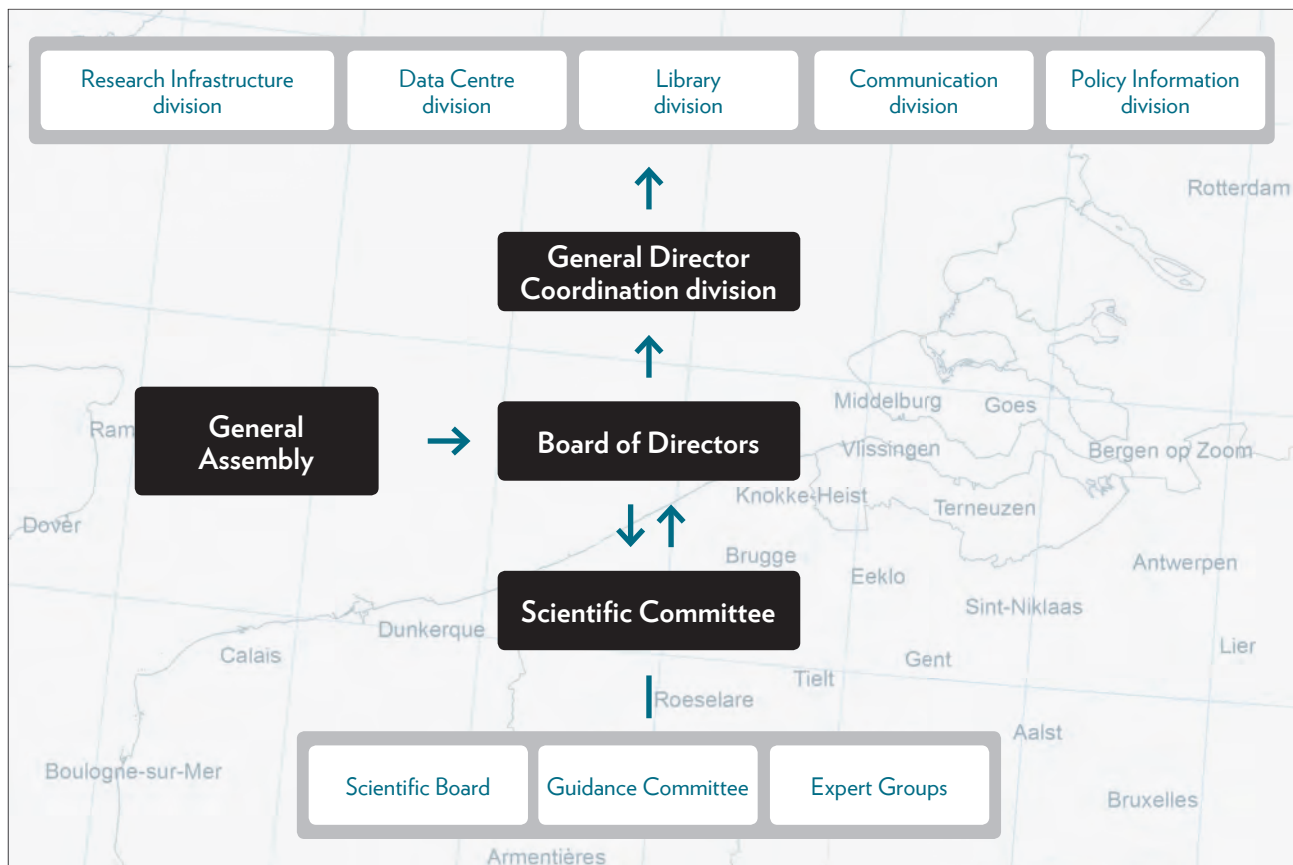 Research Infrastructure
division
Data Centre
division
Library
division
Communication
division
Policy Information
division
Rotterdam
General Director
Coordination division
General
Assembly
Board of Directors
Ram
Middelburg
Goes
Vlissingen
Bergen op Zoom
Knokke-Heist
Terneuzen
Dover
Brugge
Eeklo
Antwerpen
Scientific Committee
Sint-Niklaas
Dunkerque
Calais
Gent
Lier
Tielt
Roeselare
Aalst
Boulogne-sur-Mer
Scientific Board
Guidance Committee
Expert Groups
Bruxelles
Armentières